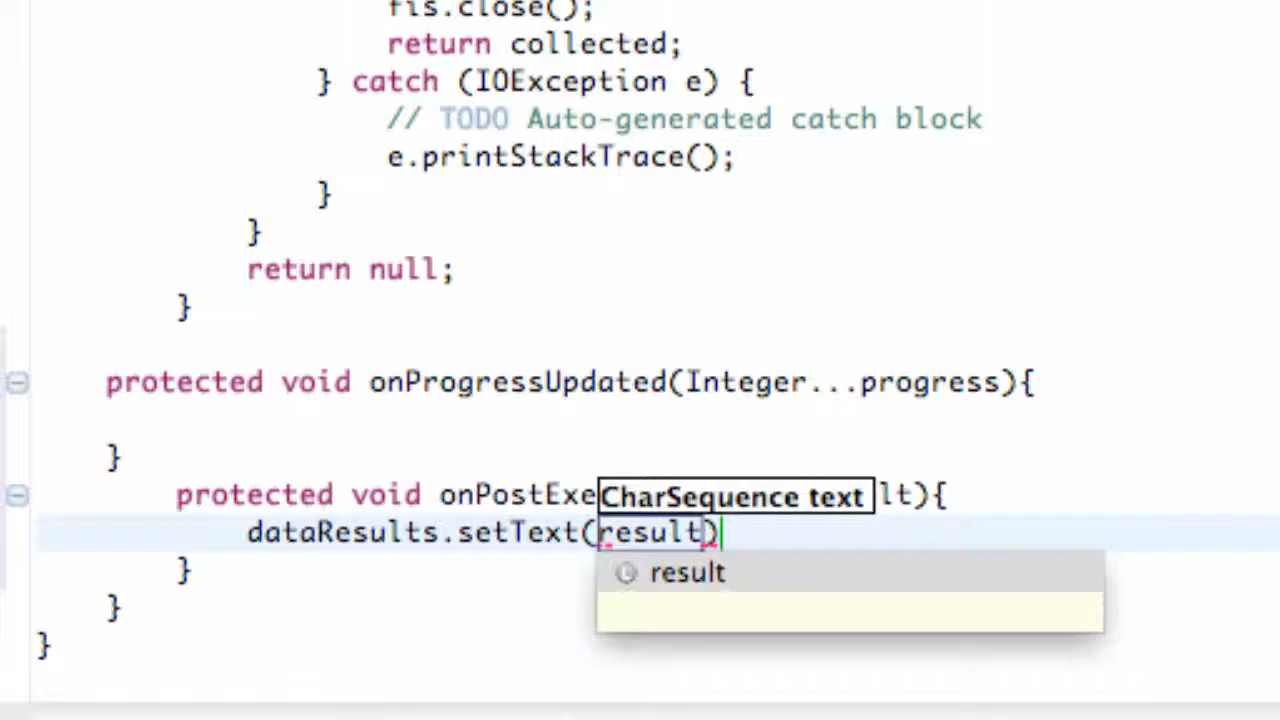 fis.close();
return collected;
} catch (IOException e) {
// TODO Auto-generated catch block
e.printStackTrace();
}
}
return null;
}
protected void onProgressUpdated(Integer...progress){
}
protected void onPostExe CharSequence text lt){
dataResults.setText(result)
} result
}
}